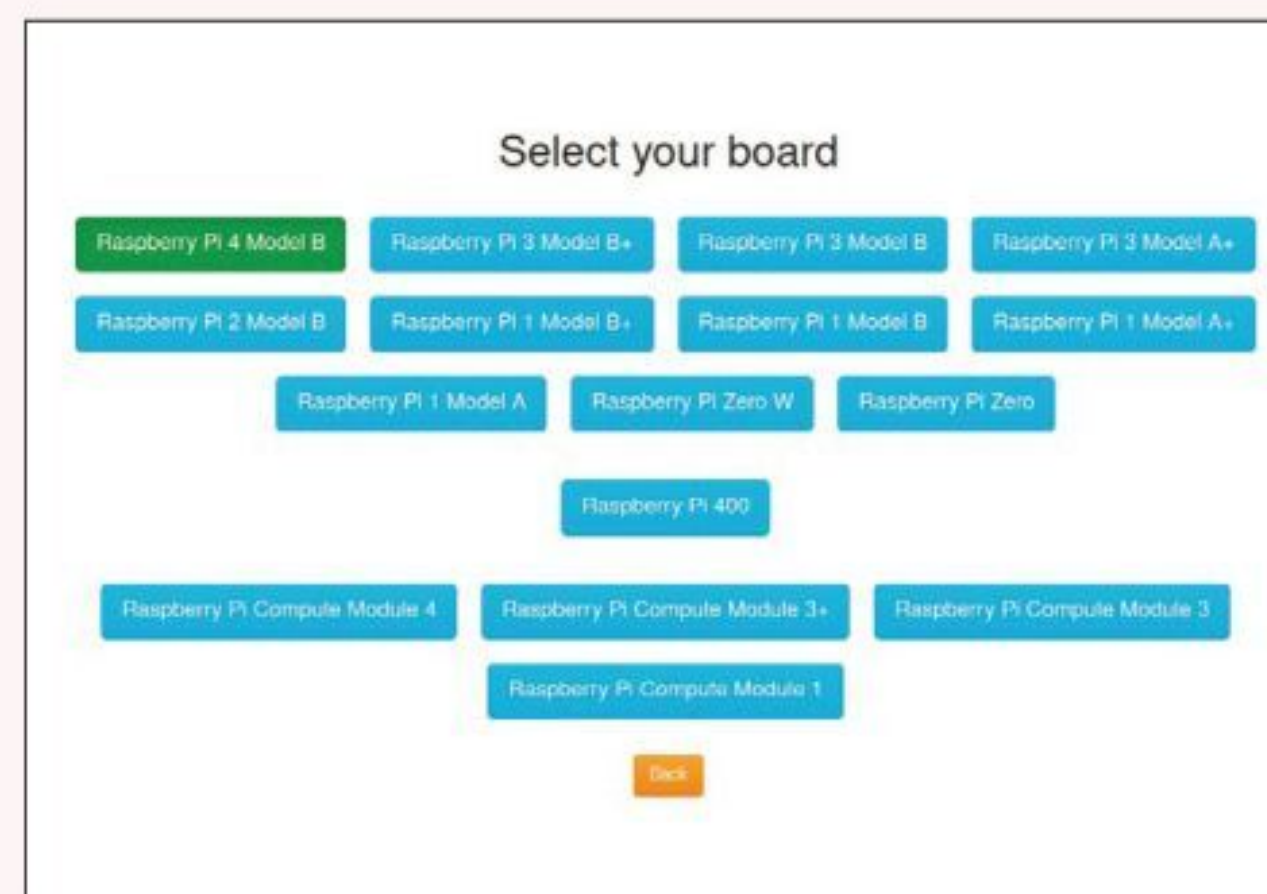 Select your board
Raspberry Pi 4 Model B Raspberry Pi 3 Model B+ Raspberry Pi 3 Model B Raspberry Pi 3 Model A+
Raspberry Pi 2 Model B Raspberry Pi 1 Model B+ Raspberry Pi 1 Model B Raspberry Pi 1 Model A+
Raspberry Pi 1 Model A Raspberry Pi Zero W Raspberry Pi Zero
Raspberry Pi 400
Raspberry Pi Compute Module 4 Raspberry Pi Compute Module 3+ Raspberry Pi Compute Module 3
Raspberry Pi Compute Module 1
Back